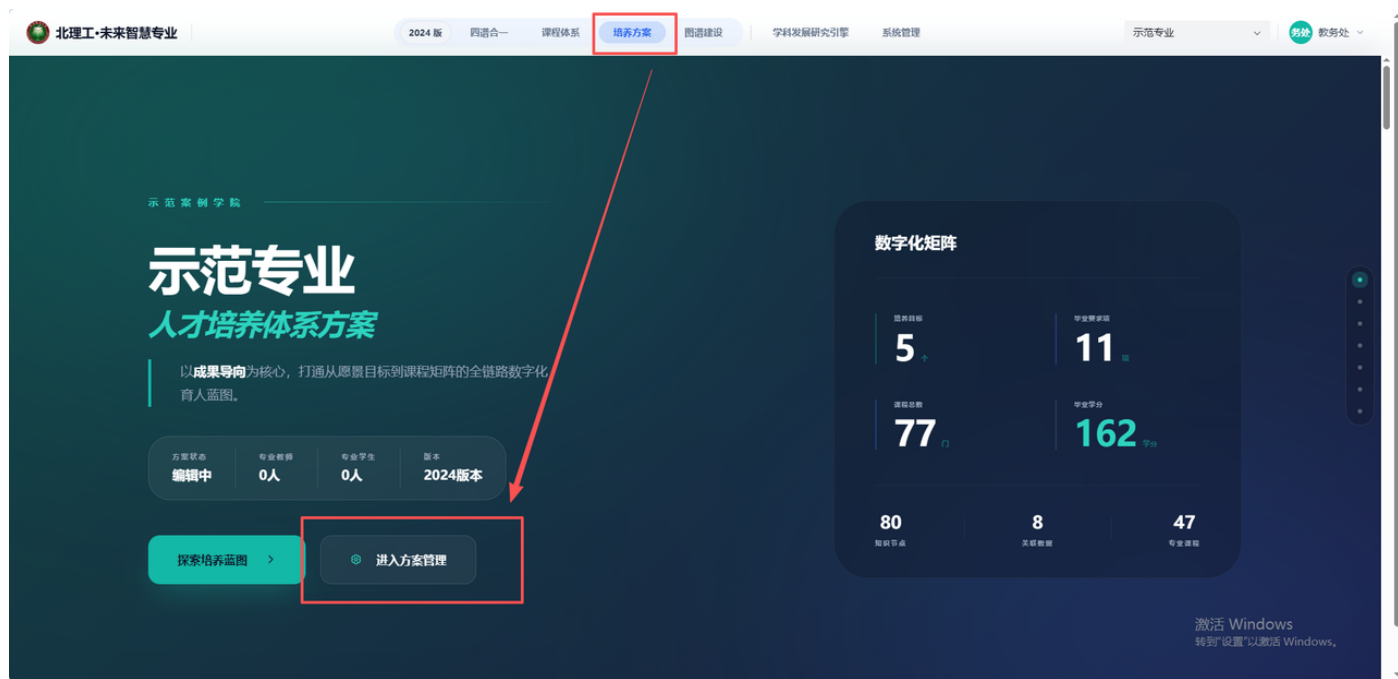 北理工·未来智慧专业
2024 版 四谱合一 课程体系 培养方案 图谱建设 学科发展研究引擎 系统管理 示范专业 务处 教务处
示范案例学院
示范专业
人才培养体系方案
以成果导向为核心，打通从愿景目标到课程矩阵的全链路数字化
育人蓝图。
方案状态 专业教师 专业学生 版本
编辑中 0人 0人 2024版本
探索培养蓝图 >
进入方案管理
数字化矩阵
培养目标 毕业要求项
5 个 11 项
课程总数 毕业学分
77 门 162 学分
80 8 47
知识节点 关联数据 专业课程
激活 Windows
转到"设置"以激活 Windows。